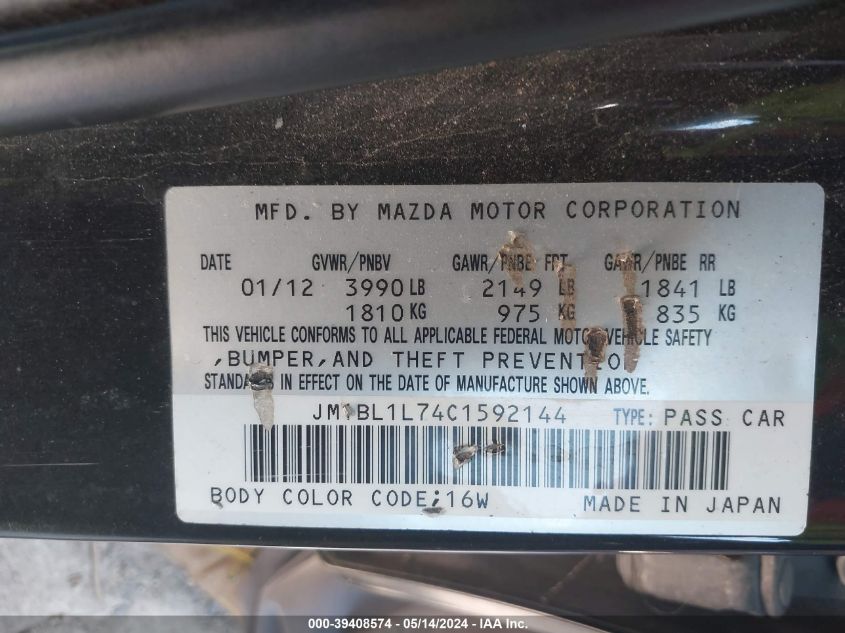 MFD. BY MAZDA MOTOR CORPORATION
DATE GVWR/PNBV GAWR/PNBE FRT GAWR/PNBE RR
01/12 3990 LB 2149 LB 1841 LB
1810 KG 975 KG 835 KG
THIS VEHICLE CONFORMS TO ALL APPLICABLE FEDERAL MOTOR VEHICLE SAFETY
,BUMPER,AND THEFT PREVENTION
STANDARDS IN EFFECT ON THE DATE OF MANUFACTURE SHOWN ABOVE.
JM1BL1L74C1592144 TYPE: PASS CAR
BODY COLOR CODE;16W MADE IN JAPAN
000-39408574 - 05/14/2024 - IAA Inc.